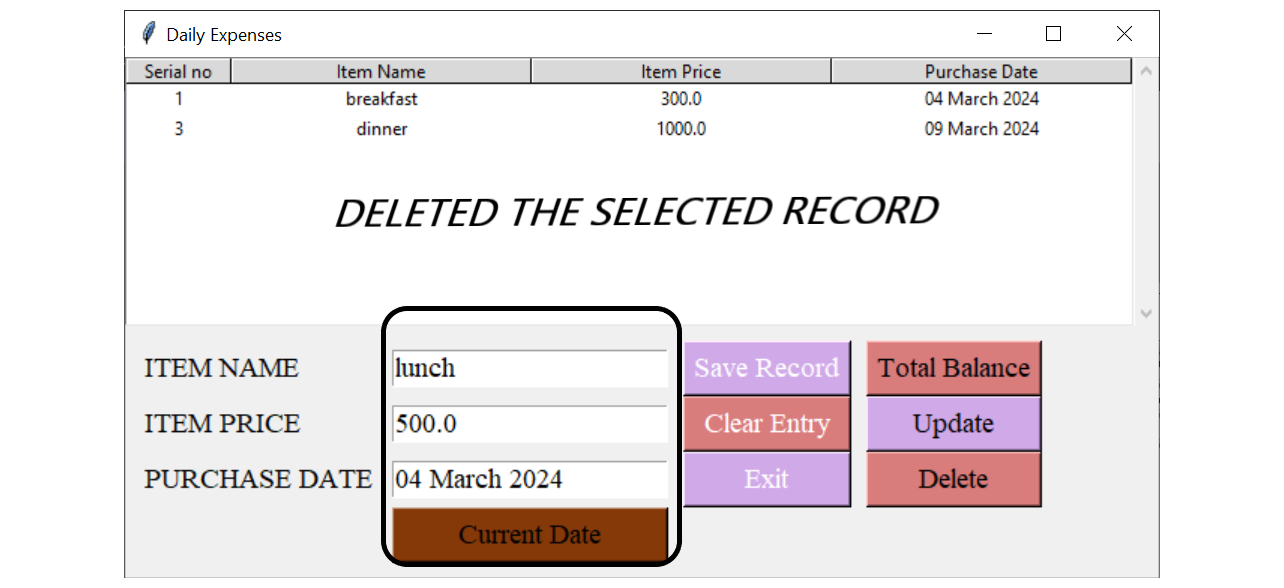 Daily Expenses
Serial no Item Name Item Price Purchase Date
1 breakfast 300.0 04 March 2024
3 dinner 1000.0 09 March 2024
DELETED THE SELECTED RECORD
ITEM NAME lunch Save Record Total Balance
ITEM PRICE 500.0 Clear Entry Update
PURCHASE DATE 04 March 2024 Exit Delete
Current Date